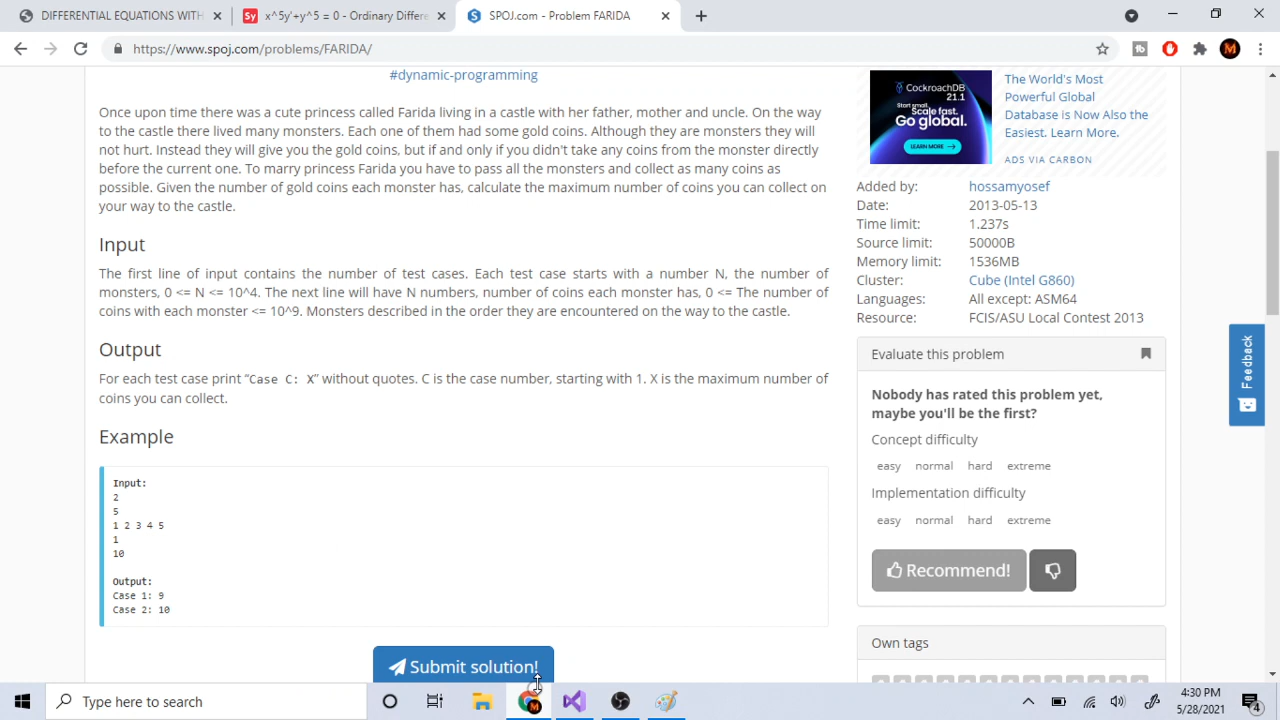 DIFFERENTIAL EQUATIONS WITH
x^5y'+y^5 = 0 - Ordinary Differe
SPOJ.com - Problem FARIDA
https://www.spoj.com/problems/FARIDA/
#dynamic-programming
Once upon time there was a cute princess called Farida living in a castle with her father, mother and uncle. On the way
to the castle there lived many monsters. Each one of them had some gold coins. Although they are monsters they will
not hurt. Instead they will give you the gold coins, but if and only if you didn't take any coins from the monster directly
before the current one. To marry princess Farida you have to pass all the monsters and collect as many coins as
possible. Given the number of gold coins each monster has, calculate the maximum number of coins you can collect on
your way to the castle.
Input
The first line of input contains the number of test cases. Each test case starts with a number N, the number of
monsters, 0 <= N <= 10^4. The next line will have N numbers, number of coins each monster has, 0 <= The number of
coins with each monster <= 10^9. Monsters described in the order they are encountered on the way to the castle.
Output
For each test case print “Case C: X” without quotes. C is the case number, starting with 1. X is the maximum number of
coins you can collect.
Example
Input:
2
5
1 2 3 4 5
1
10
Output:
Case 1: 9
Case 2: 10
Submit solution!
CockroachDB
21.1
Start small.
Scale fast.
Go global.
LEARN MORE
The World's Most
Powerful Global
Database is Now Also the
Easiest. Learn More.
ADS VIA CARBON
Added by: hossamyosef
Date: 2013-05-13
Time limit: 1.237s
Source limit: 50000B
Memory limit: 1536MB
Cluster: Cube (Intel G860)
Languages: All except: ASM64
Resource: FCIS/ASU Local Contest 2013
Evaluate this problem
Nobody has rated this problem yet,
maybe you'll be the first?
Concept difficulty
easy normal hard extreme
Implementation difficulty
easy normal hard extreme
Recommend!
Own tags
Feedback
Type here to search
4:30 PM
5/28/2021
4